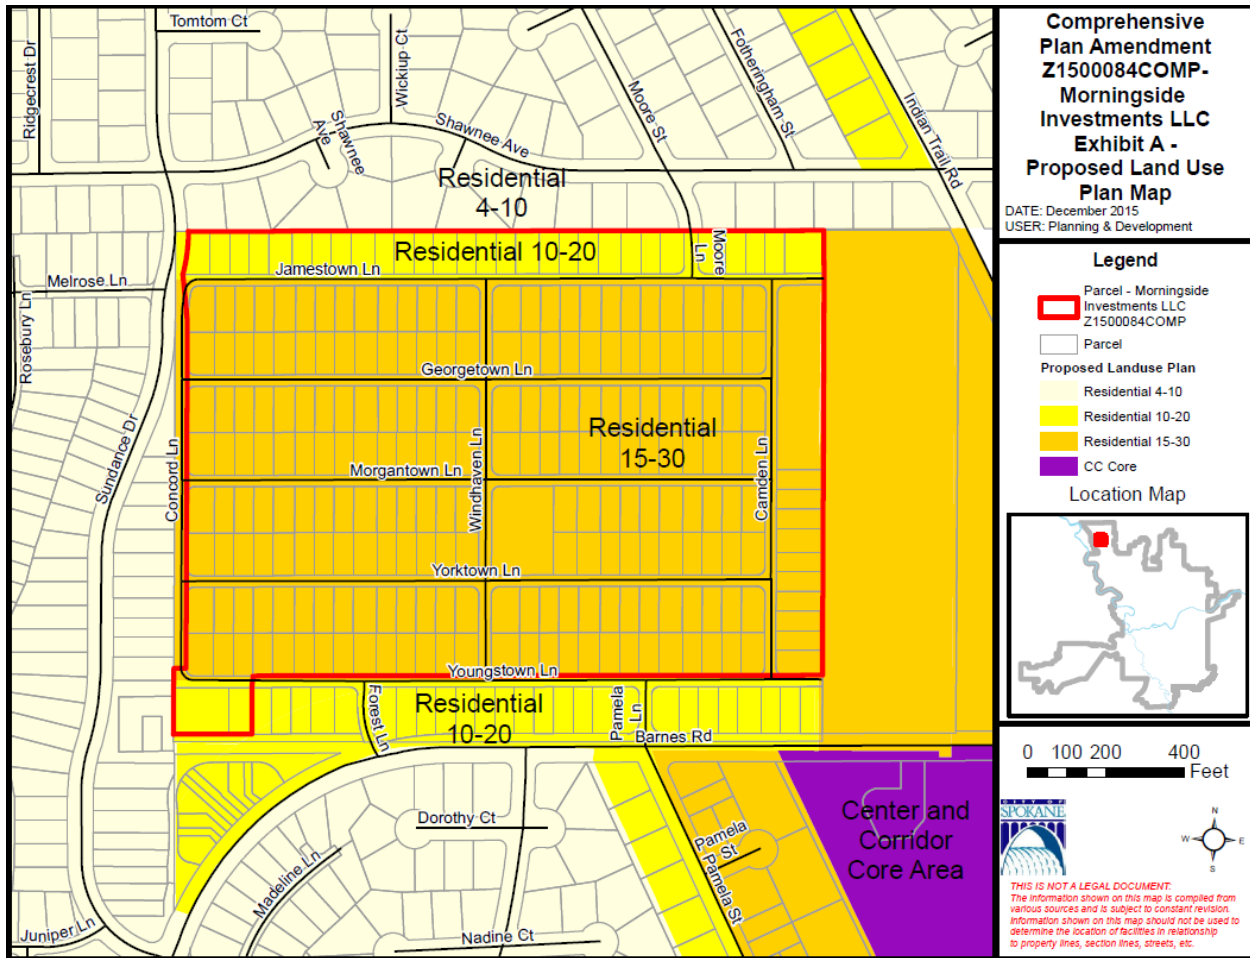 Tomtom Ct
Ridgecrest Dr
Wickiup Ct
Shawnee
Ave
Shawnee Ave
Moore St
Fotheringham St
Indian Trail Rd
Residential
4-10
Residential 10-20
Moore
Ln
Jamestown Ln
Melrose Ln
Rosebury Ln
Sundance Dr
Concord Ln
Georgetown Ln
Windhaven Ln
Residential
15-30
Morgantown Ln
Camden Ln
Yorktown Ln
Youngstown Ln
Forest Ln
Residential
10-20
Pamela
Ln
Barnes Rd
Dorothy Ct
Madeline Ln
Juniper Ln
Nadine Ct
Pamela
St
Pamela St
Center and
Corridor
Core Area
Comprehensive
Plan Amendment
Z1500084COMP-
Morningside
Investments LLC
Exhibit A -
Proposed Land Use
Plan Map
DATE: December 2015
USER: Planning & Development
Legend
Parcel - Morningside
Investments LLC
Z1500084COMP
Parcel
Proposed Landuse Plan
Residential 4-10
Residential 10-20
Residential 15-30
CC Core
Location Map
0 100 200 400
Feet
CITY OF
SPOKANE
N
W E
S
THIS IS NOT A LEGAL DOCUMENT:
The information shown on this map is compiled from
various sources and is subject to constant revision.
Information shown on this map should not be used to
determine the location of facilities in relationship
to property lines, section lines, streets, etc.